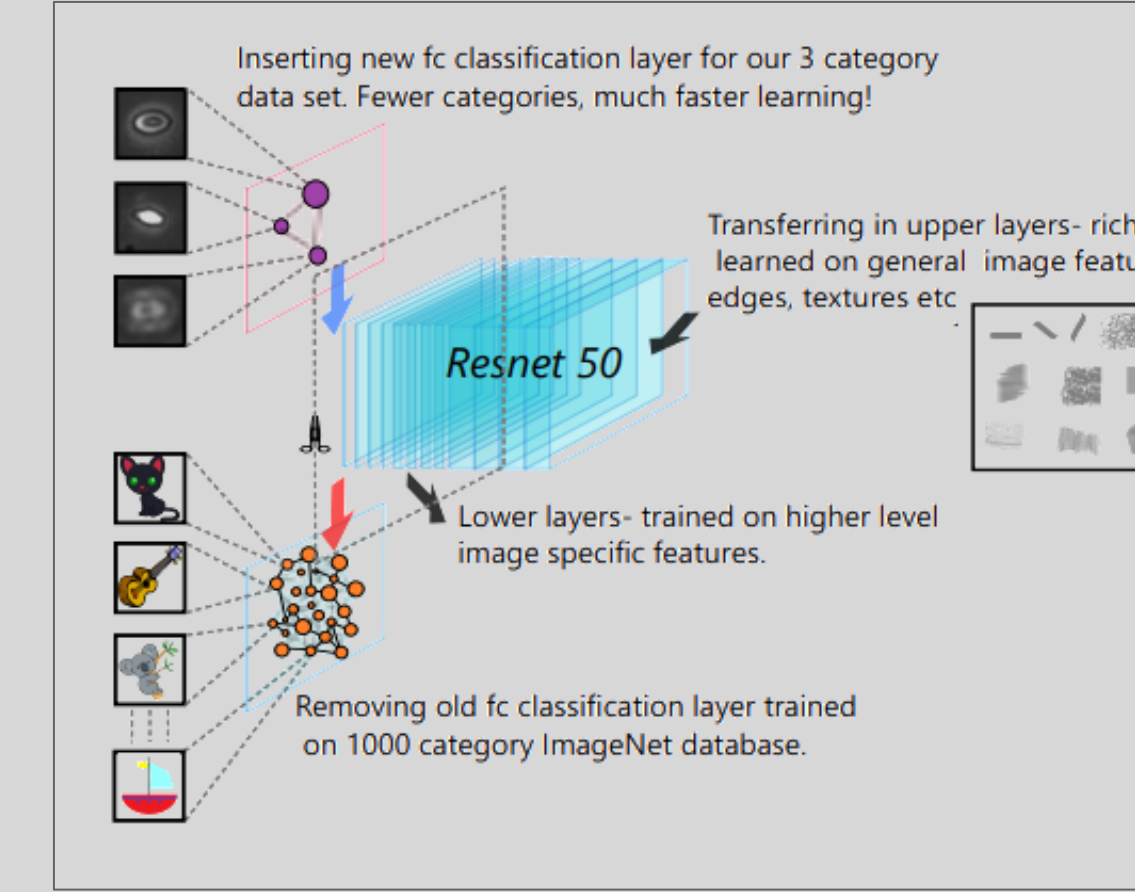 Inserting new fc classification layer for our 3 category
data set. Fewer categories, much faster learning!
Transferring in upper layers- rich
learned on general image
edges, textures etc
Resnet 50
Lower layers- trained on higher level
image specific features.
Removing old fc classification layer trained
on 1000 category ImageNet database.